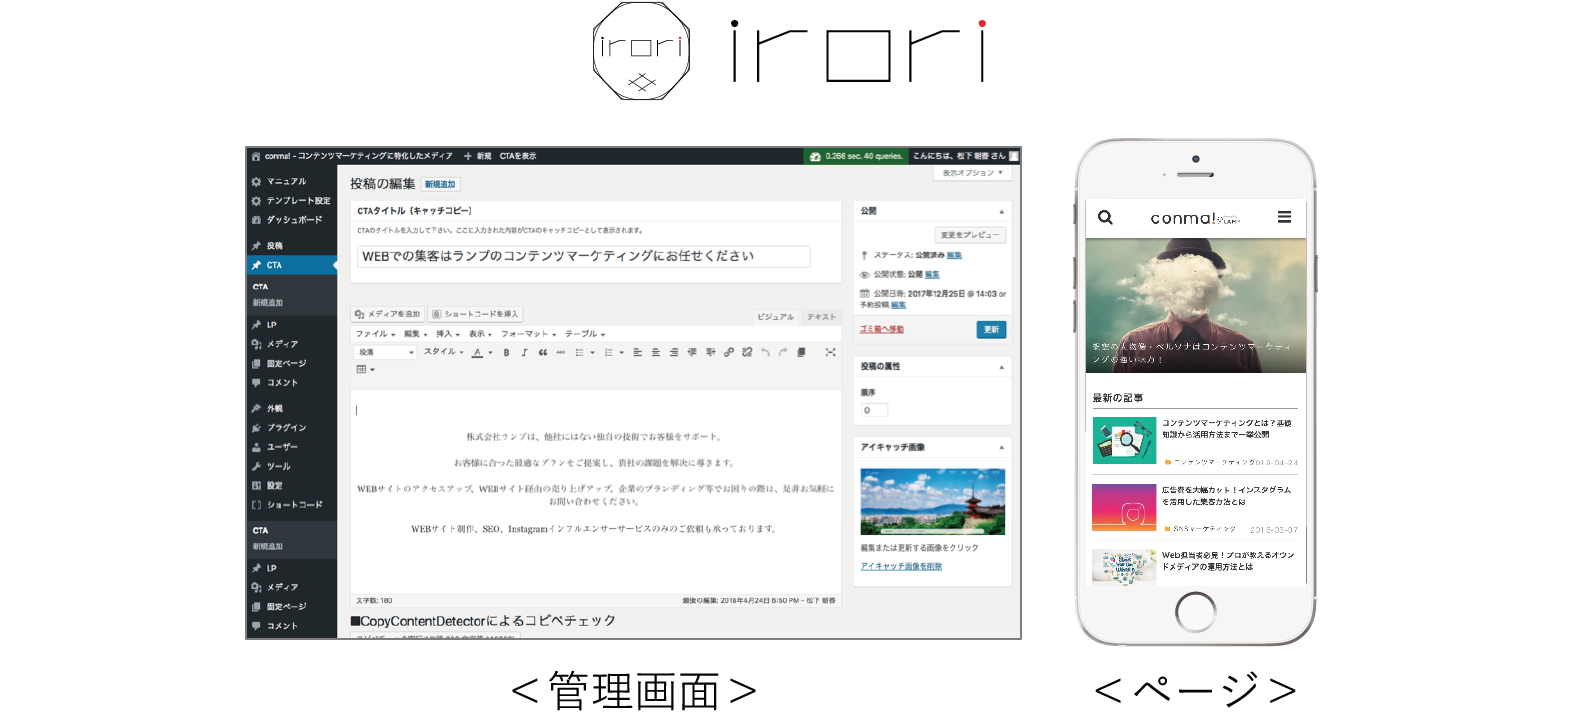 irori
irori
conma! - コンテンツマーケティングに特化したメディア
新規
CTAを表示
0.266 sec. 40 queries.
こんにちは、松下 朝香 さん
マニュアル
テンプレート設定
ダッシュボード
投稿
CTA
CTA
新規追加
LP
メディア
固定ページ
コメント
外観
プラグイン
ユーザー
ツール
設定
ショートコード
CTA
新規追加
LP
メディア
固定ページ
コメント
表示オプション
投稿の編集
新規追加
CTAタイトル (キャッチコピー)
CTAのタイトルを入力して下さい。ここに入力された内容がCTAのキャッチコピーとして表示されます。
WEBでの集客はランプのコンテンツマーケティングにお任せください
メディアを追加
ショートコードを挿入
ビジュアル
テキスト
ファイル
編集
挿入
表示
フォーマット
テーブル
段落
スタイル
株式会社ランプは、他社にはない独自の技術でお客様をサポート。
お客様に合った最適なプランをご提案し、貴社の課題を解決に導きます。
WEBサイトのアクセスアップ、WEBサイト経由の売り上げアップ、企業のブランディング等でお困りの際は、是非お気軽に
お問い合わせください。
WEBサイト制作、SEO、Instagramインフルエンサーサービスのみのご依頼も承っております。
文字数: 180
最後の編集: 2018年4月24日 6:50 PM - 松下 朝香
■CopyContentDetectorによるコピペチェック
公開
変更をプレビュー
ステータス: 公開済み 編集
公開状態: 公開 編集
公開日時: 2017年12月25日 @ 14:03 or
予約投稿 編集
ゴミ箱へ移動
更新
投稿の属性
順序
0
アイキャッチ画像
編集または更新する画像をクリック
アイキャッチ画像を削除
conma!
LAMP
架空の人物像・ペルソナはコンテンツマーケティ
ングの強い味方！
最新の記事
コンテンツマーケティングとは？基礎
知識から活用方法まで一挙公開
コンテンツマーケティング
018-04-24
広告費を大幅カット！インスタグラム
を活用した集客方法とは
SNSマーケティング
2018-03-07
Web担当者必見！プロが教えるオウン
ドメディアの運用方法とは
＜管理画面＞
＜ページ＞